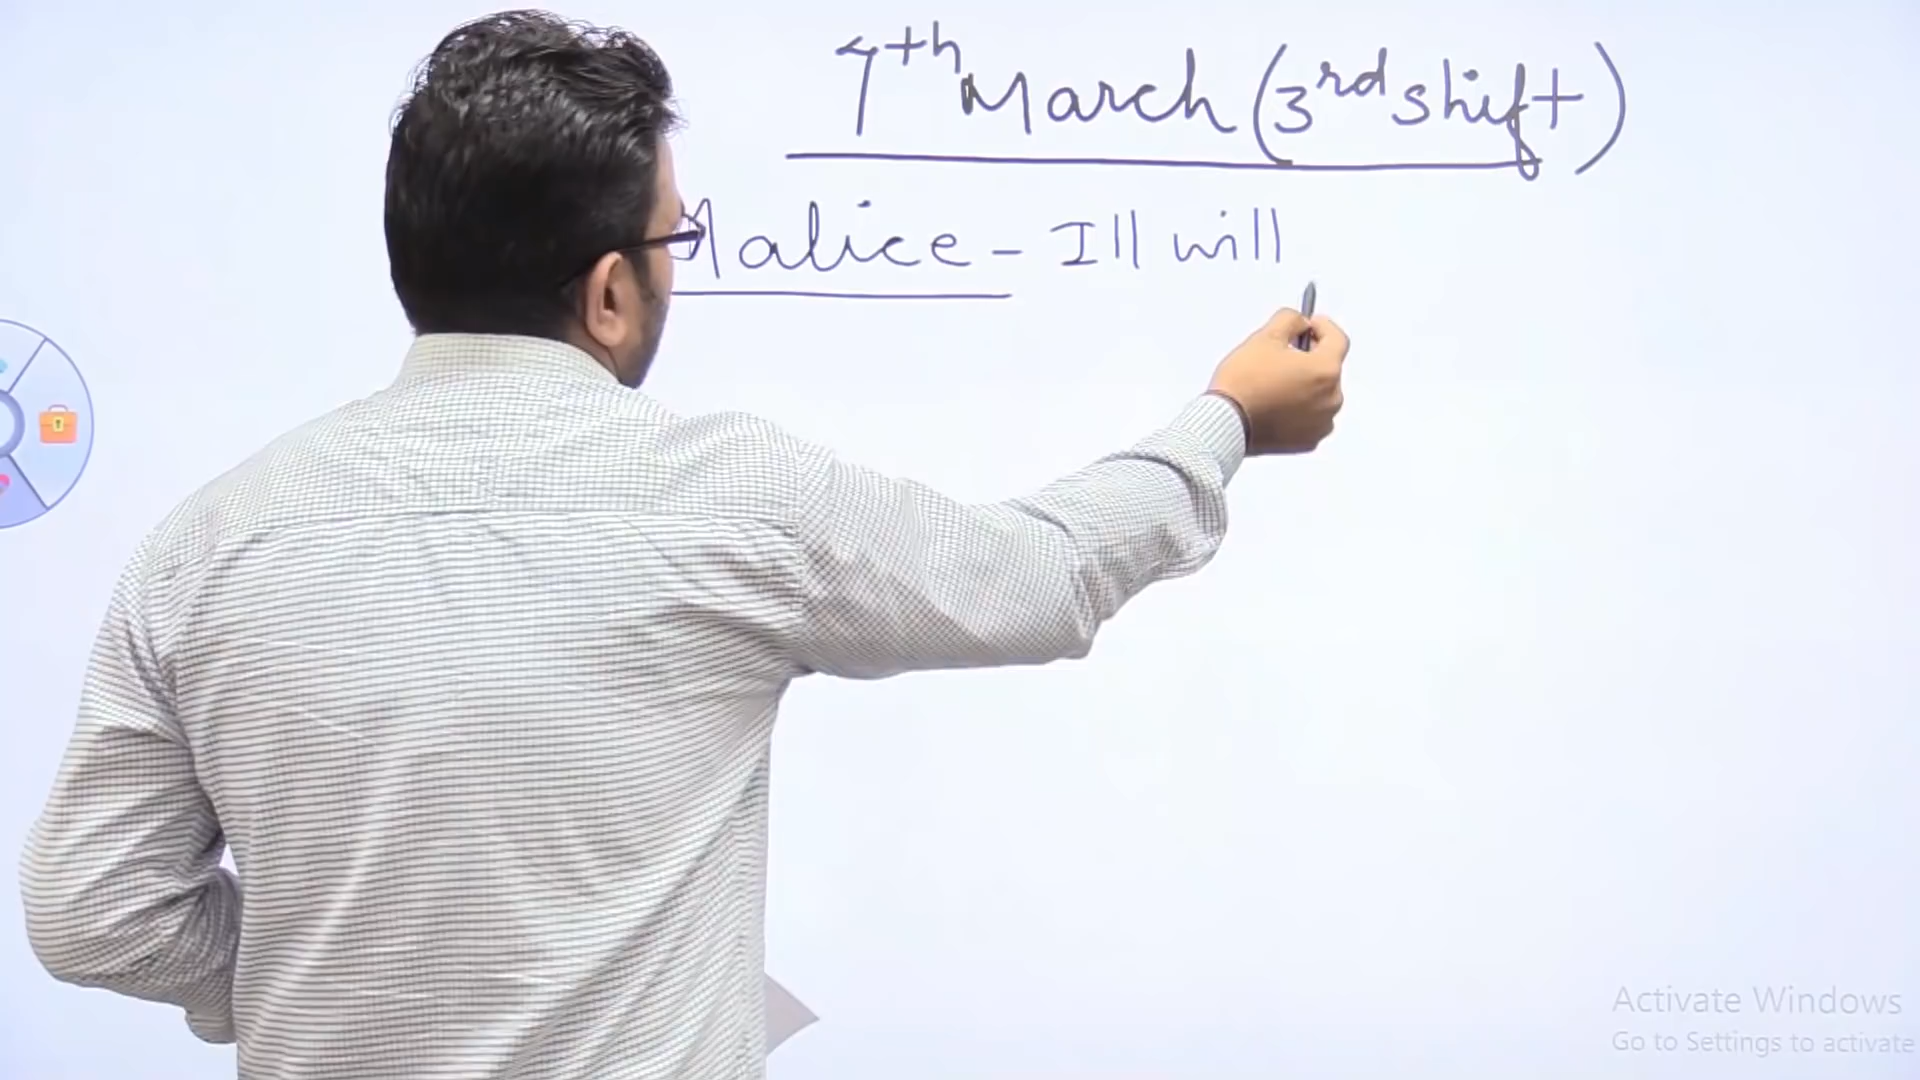 7th March (3rd shift)
Malice - Ill will
Activate Windows
Go to Settings to activate